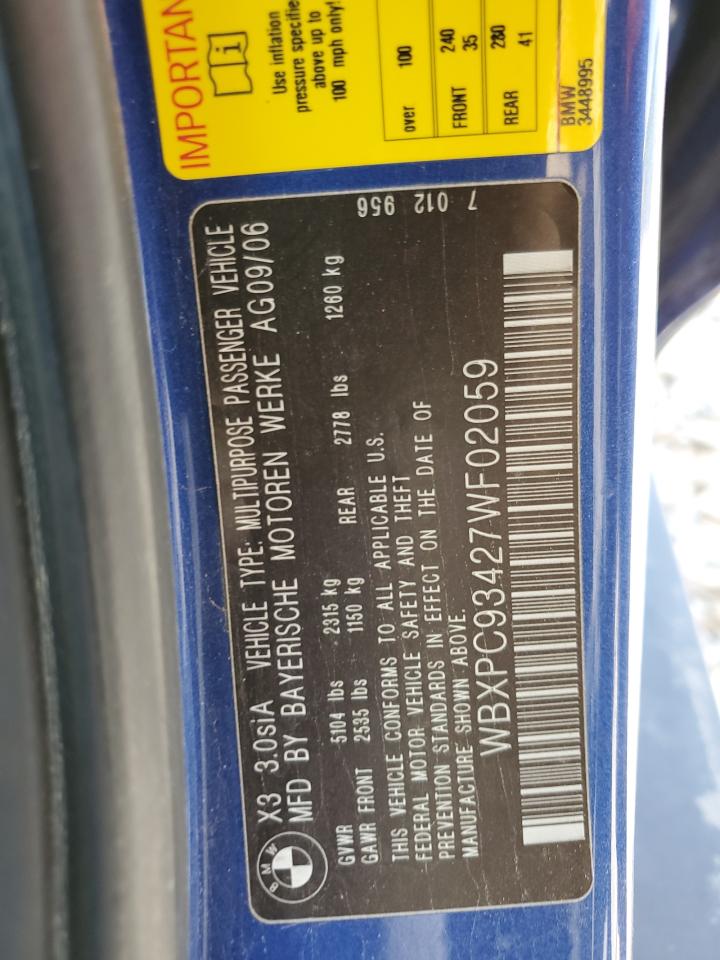 BMW
X3 3.0siA VEHICLE TYPE: MULTIPURPOSE PASSENGER VEHICLE
MFD BY BAYERISCHE MOTOREN WERKE AG09/06
GVWR 5104 lbs 2315 kg
GAWR FRONT 2535 lbs 1150 kg REAR 2778 lbs 1260 kg
THIS VEHICLE CONFORMS TO ALL APPLICABLE U.S.
FEDERAL MOTOR VEHICLE SAFETY AND THEFT
PREVENTION STANDARDS IN EFFECT ON THE DATE OF
MANUFACTURE SHOWN ABOVE.
WBXPC93427WF02059
7 012 956
IMPORTAN
i
Use inflation
pressure specifie
above up to
100 mph only!
over 100
FRONT 240
35
REAR 280
41
BMW
3448995